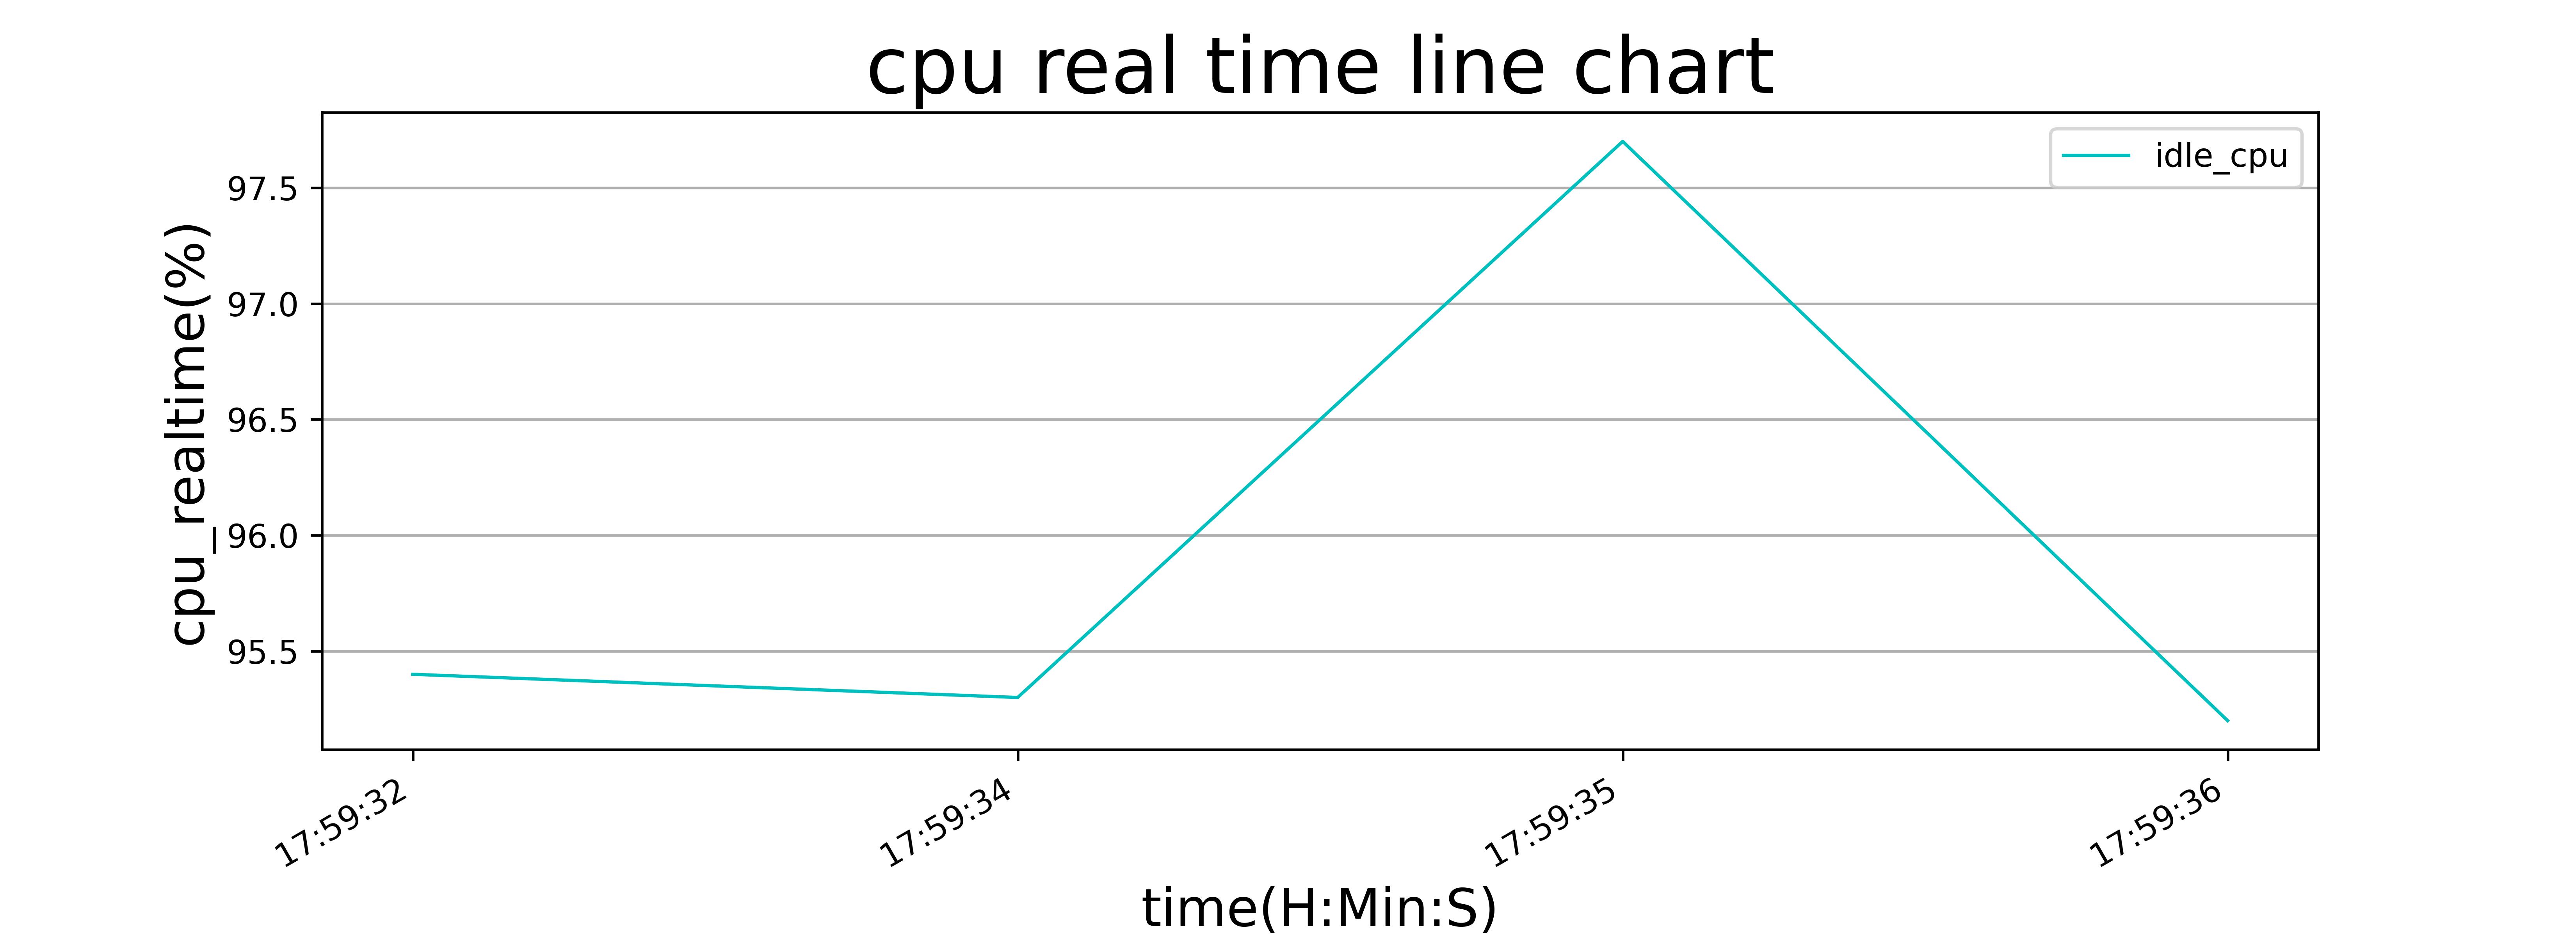 cpu real time line chart
idle_cpu
cpu_realtime(%)
97.5
97.0
96.5
96.0
95.5
17:59:32
17:59:34
17:59:35
17:59:36
time(H:Min:S)